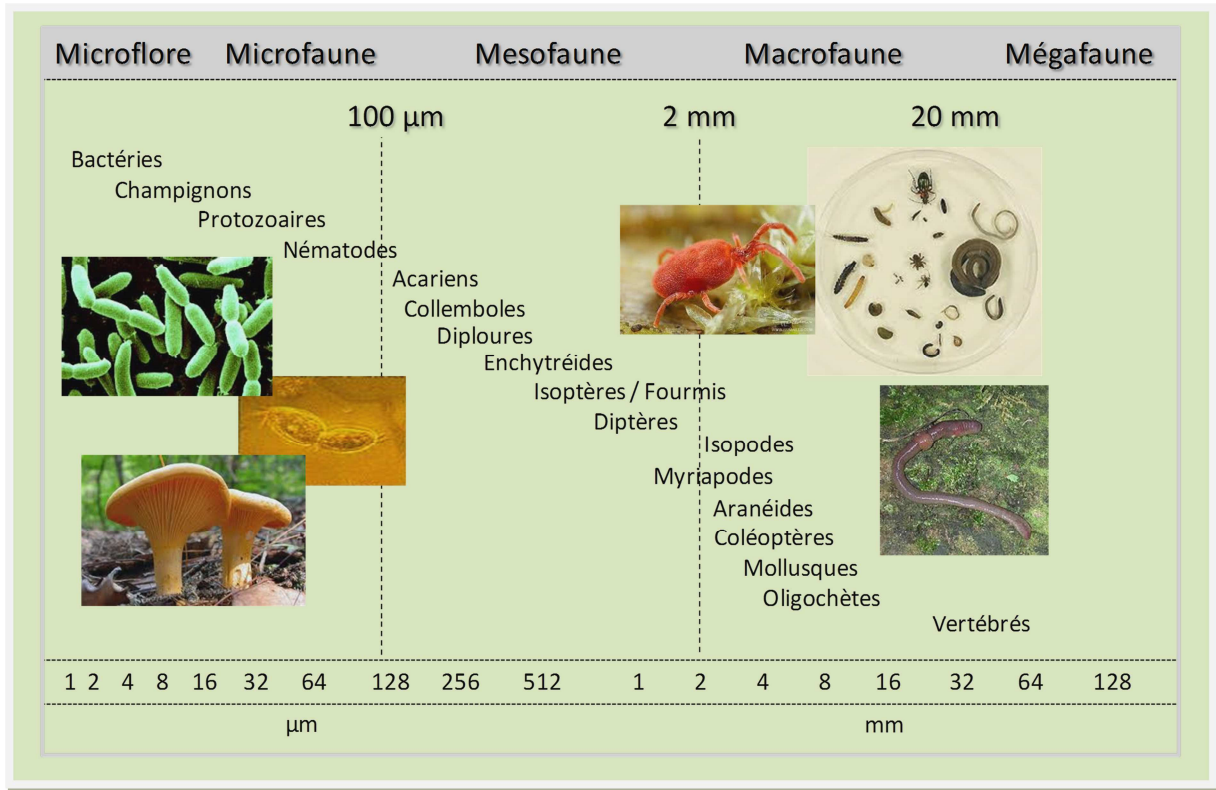 Microflore Microfaune Mesofaune Macrofaune Mégafaune
100 µm 2 mm 20 mm
Bactéries
Champignons
Protozoaires
Nématodes
Acariens
Collemboles
Diploures
Enchytréides
Isoptères / Fourmis
Diptères
Isopodes
Myriapodes
Aranéides
Coléoptères
Mollusques
Oligochètes
Vertébrés
1 2 4 8 16 32 64 128 256 512 1 2 4 8 16 32 64 128
µm mm